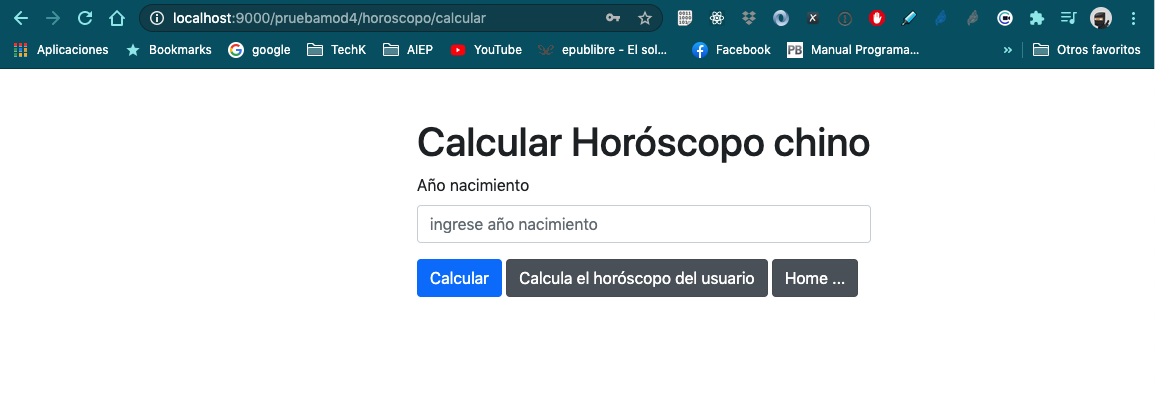 localhost:9000/pruebamod4/horoscopo/calcular
Aplicaciones Bookmarks google TechK AIEP YouTube epublibre - El sol... Facebook PB Manual Programa... » Otros favoritos
Calcular Horóscopo chino
Año nacimiento
ingrese año nacimiento
Calcular Calcula el horóscopo del usuario Home ...